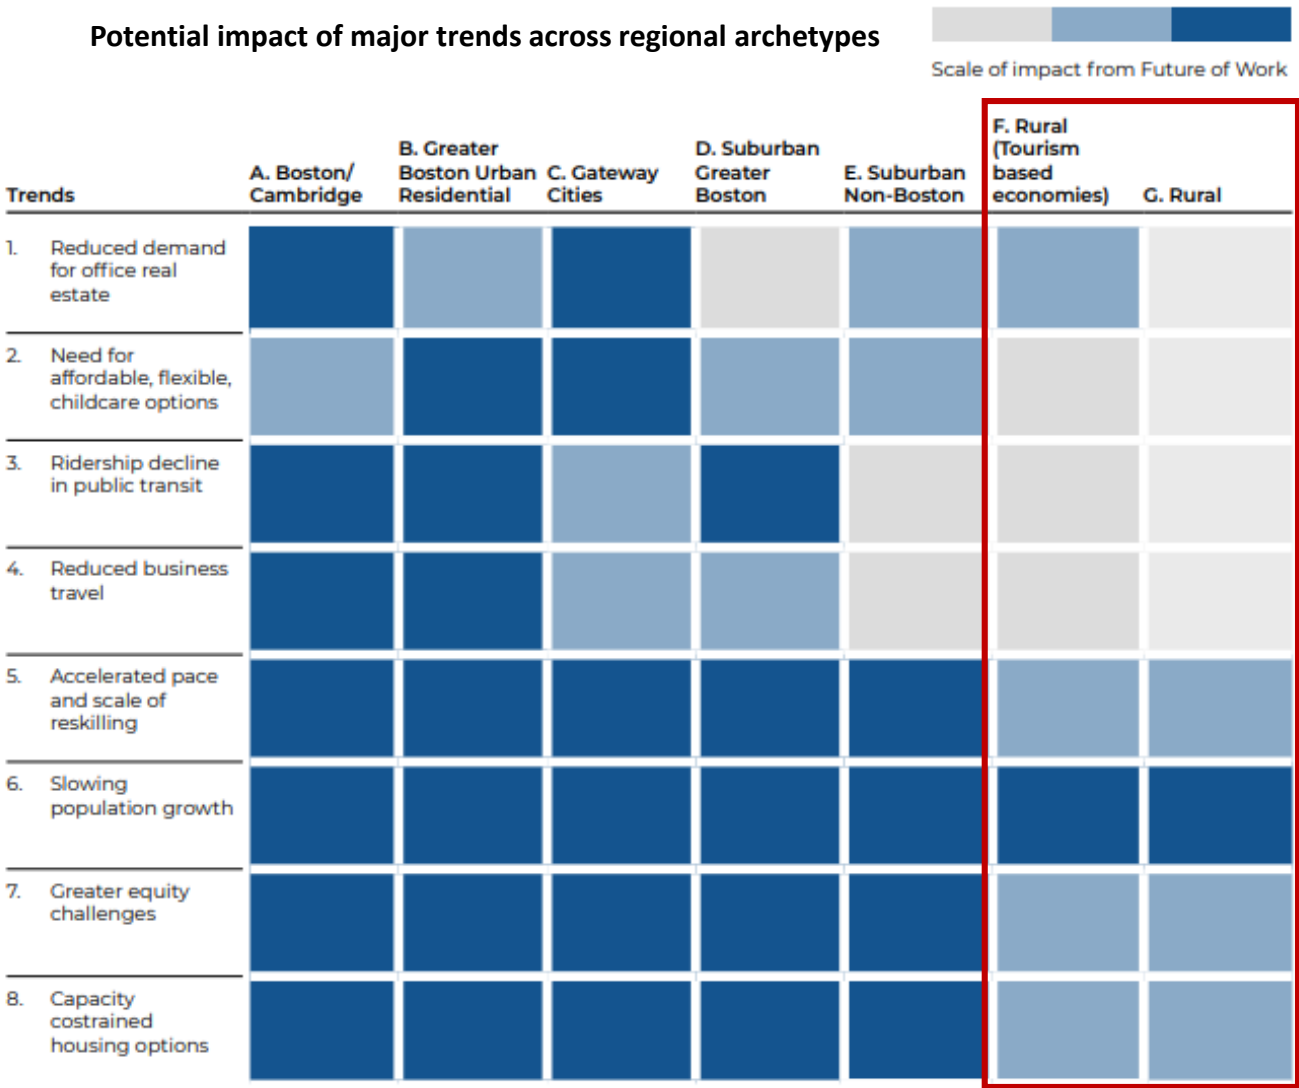 Potential impact of major trends across regional archetypes
Scale of impact from Future of Work
Trends
A. Boston/
Cambridge
B. Greater
Boston Urban
Residential
C. Gateway
Cities
D. Suburban
Greater
Boston
E. Suburban
Non-Boston
F. Rural
(Tourism
based
economies)
G. Rural
1. Reduced demand
for office real
estate
2. Need for
affordable, flexible,
childcare options
3. Ridership decline
in public transit
4. Reduced business
travel
5. Accelerated pace
and scale of
reskilling
6. Slowing
population growth
7. Greater equity
challenges
8. Capacity
costrained
housing options